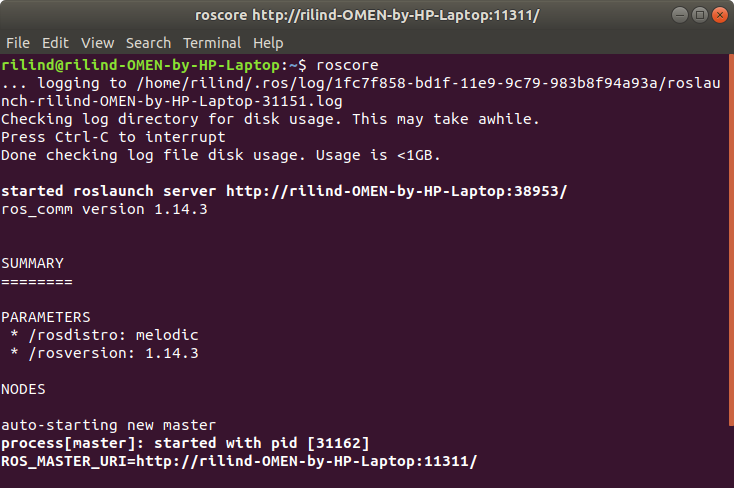 roscore http://rilind-OMEN-by-HP-Laptop:11311/
File Edit View Search Terminal Help
rilind@rilind-OMEN-by-HP-Laptop:~$ roscore
... logging to /home/rilind/.ros/log/1fc7f858-bd1f-11e9-9c79-983b8f94a93a/roslau
nch-rilind-OMEN-by-HP-Laptop-31151.log
Checking log directory for disk usage. This may take awhile.
Press Ctrl-C to interrupt
Done checking log file disk usage. Usage is <1GB.
started roslaunch server http://rilind-OMEN-by-HP-Laptop:38953/
ros_comm version 1.14.3
SUMMARY
========
PARAMETERS
 * /rosdistro: melodic
 * /rosversion: 1.14.3
NODES
auto-starting new master
process[master]: started with pid [31162]
ROS_MASTER_URI=http://rilind-OMEN-by-HP-Laptop:11311/